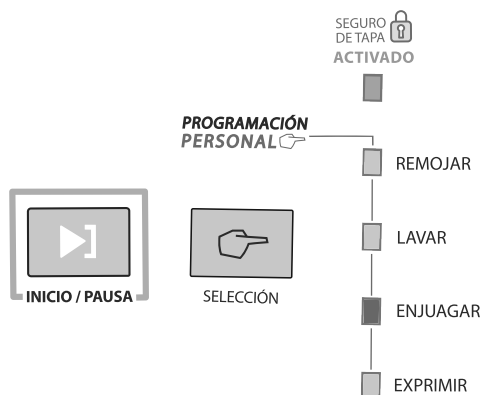 SEGURO
DE TAPA
ACTIVADO
PROGRAMACIÓN
PERSONAL
REMOJAR
LAVAR
INICIO / PAUSA
SELECCIÓN
ENJUAGAR
EXPRIMIR